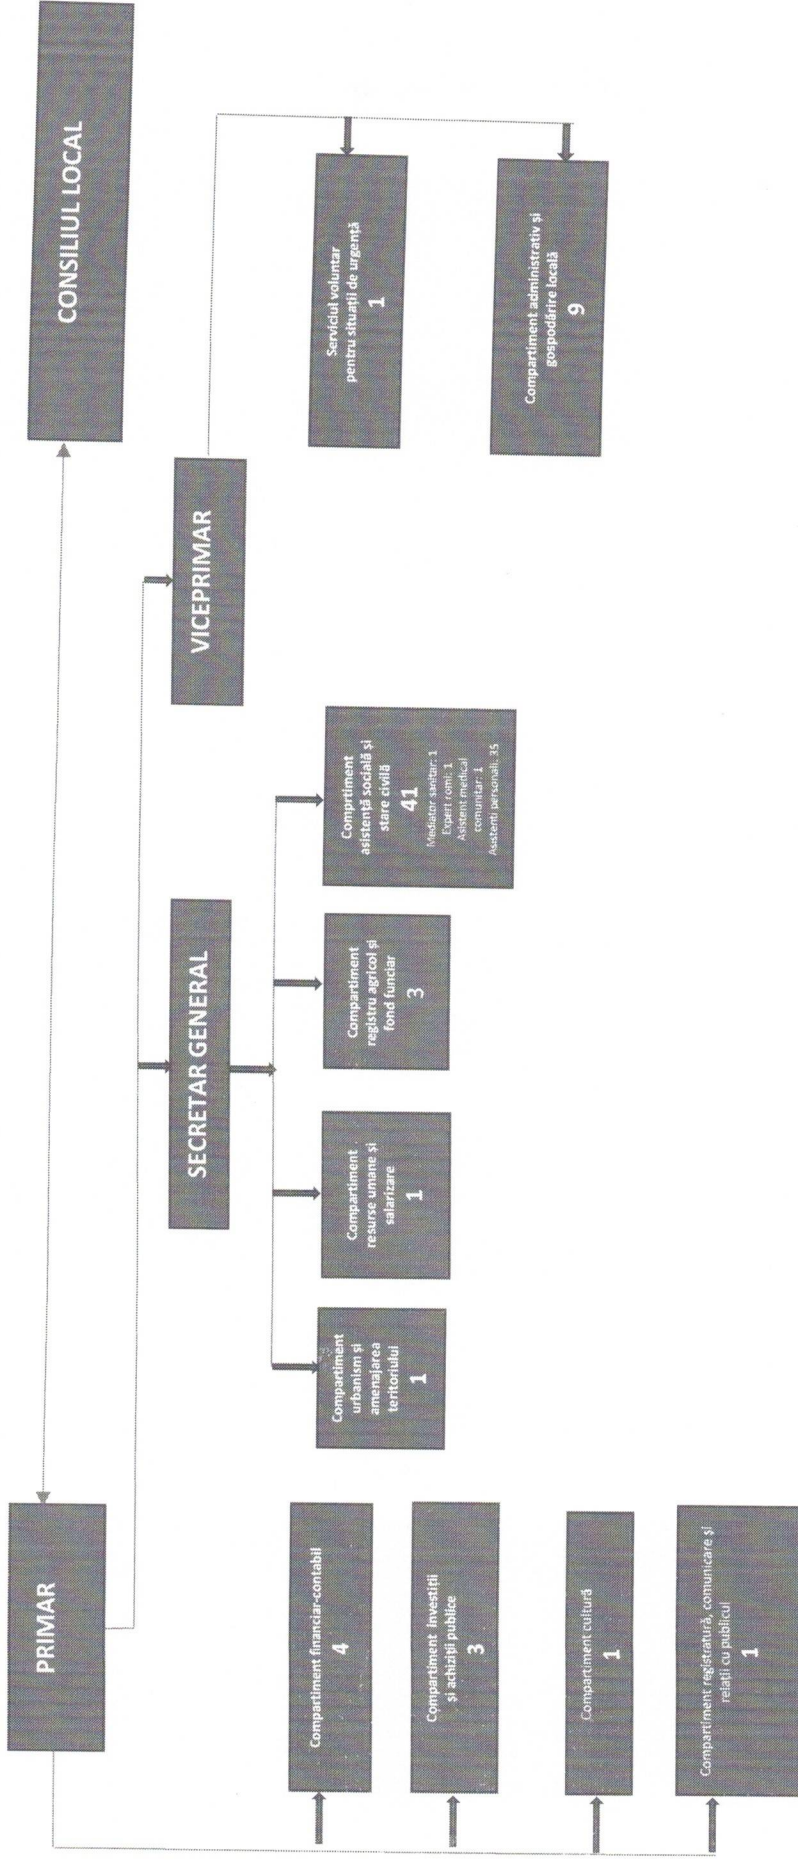 CONSILIUL LOCAL
PRIMAR
VICEPRIMAR
SECRETAR GENERAL
Compartiment financiar-contabil
4
Compartiment investiții
și achiziții publice
3
Compartiment cultură
1
Compartiment registratură, comunicare și
relații cu publicul
1
Compartiment
urbanism și
amenajarea
teritoriului
1
Compartiment
resurse umane și
salarizare
1
Compartiment
registru agricol și
fond funciar
3
Comprtiment
asistență socială și
stare civilă
41
Mediator sanitar: 1
Expert romi: 1
Asistent medical
comunitar: 1
Asistenti personali: 35
Serviciul voluntar
pentru situații de urgență
1
Compartiment administrativ și
gospodărire locală
9